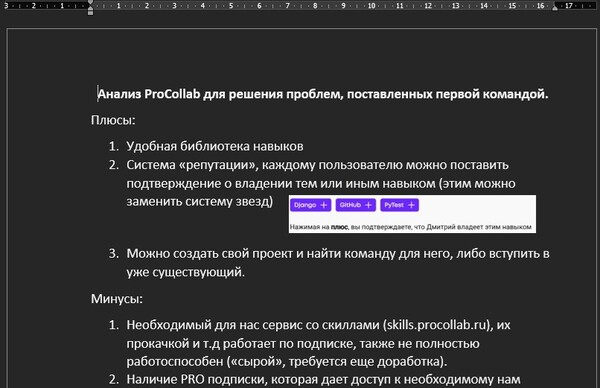 3 · 2 · 1 · 1 · 2 · 3 · 4 · 5 · 6 · 7 · 8 · 9 · 10 · 11 · 12 · 13 · 14 · 15 · 16 · 17
Анализ ProCollab для решения проблем, поставленных первой командой.
Плюсы:
1. Удобная библиотека навыков
2. Система «репутации», каждому пользователю можно поставить
подтверждение о владении тем или иным навыком (этим можно
заменить систему звезд)
Django + GitHub + PyTest +
Нажимая на плюс, вы подтверждаете, что Дмитрий владеет этим навыком
3. Можно создать свой проект и найти команду для него, либо вступить в
уже существующий.
Минусы:
1. Необходимый для нас сервис со скиллами (skills.procollab.ru), их
прокачкой и т.д работает по подписке, также не полностью
работоспособен («сырой», требуется еще доработка).
2. Наличие PRO подписки, которая дает доступ к необходимому нам